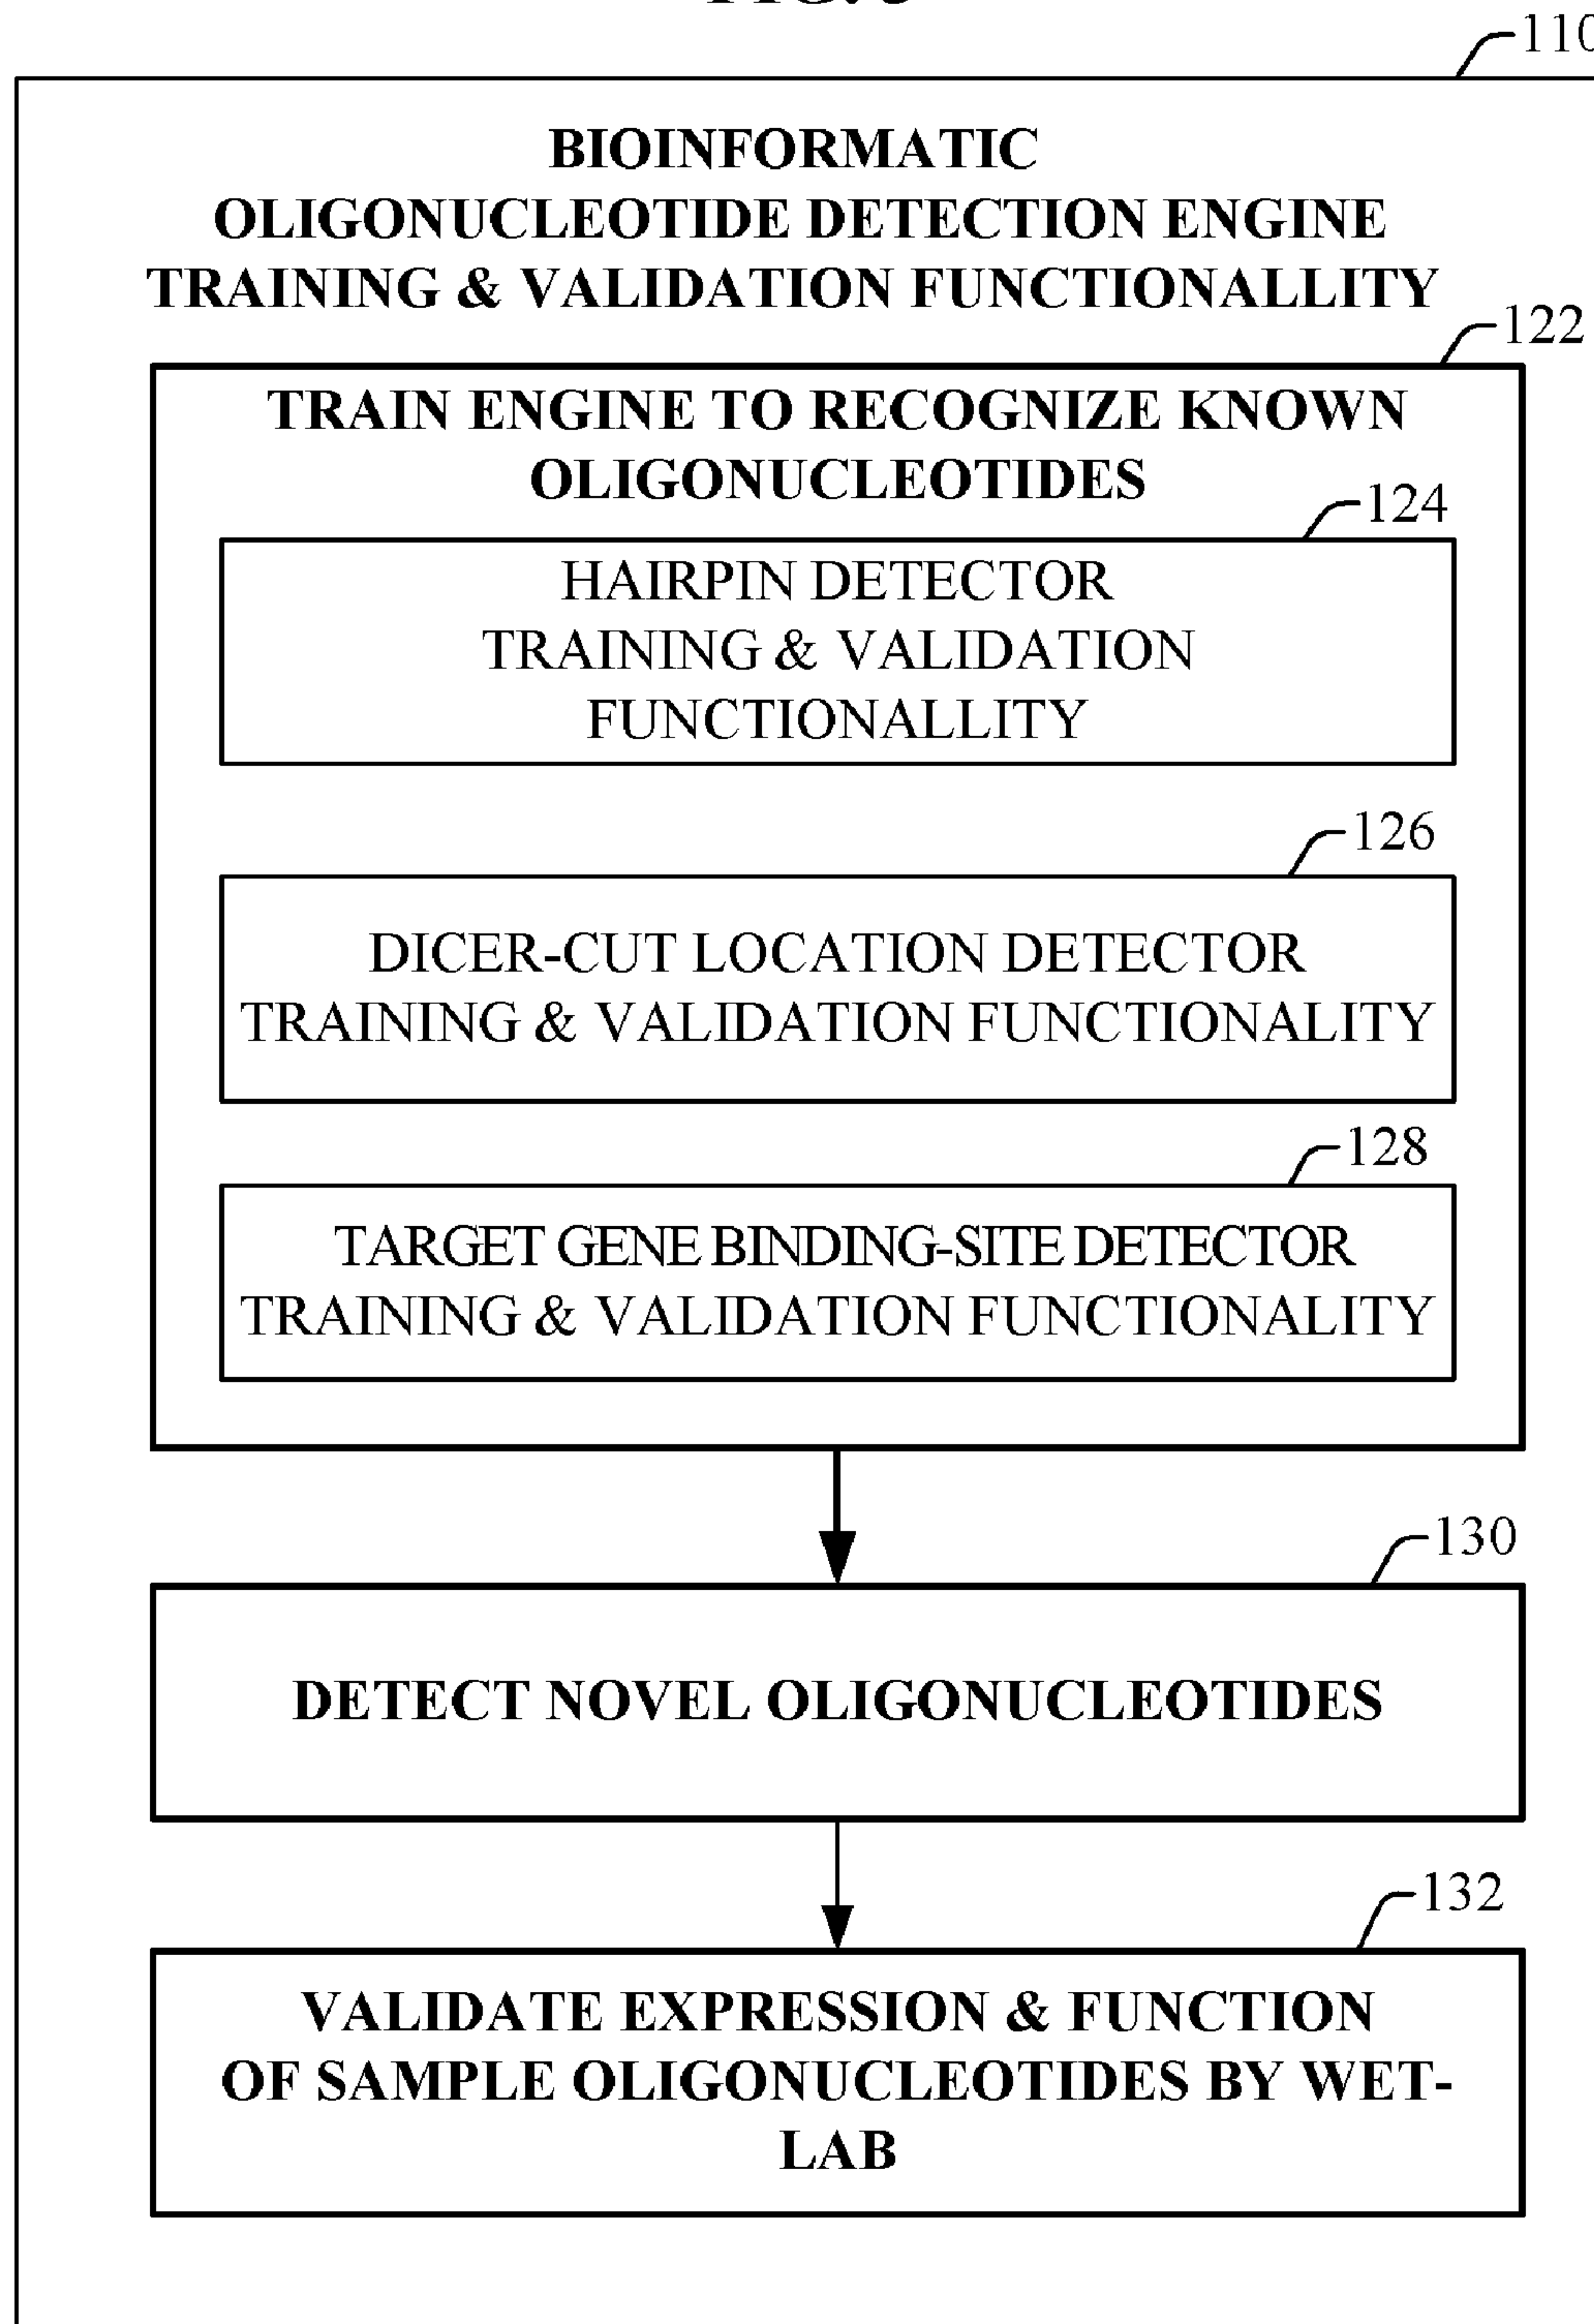 110
BIOINFORMATIC
OLIGONUCLEOTIDE DETECTION ENGINE
TRAINING & VALIDATION FUNCTIONALLITY
122
TRAIN ENGINE TO RECOGNIZE KNOWN
OLIGONUCLEOTIDES
124
HAIRPIN DETECTOR
TRAINING & VALIDATION
FUNCTIONALLITY
126
DICER-CUT LOCATION DETECTOR
TRAINING & VALIDATION FUNCTIONALITY
128
TARGET GENE BINDING-SITE DETECTOR
TRAINING & VALIDATION FUNCTIONALITY
130
DETECT NOVEL OLIGONUCLEOTIDES
132
VALIDATE EXPRESSION & FUNCTION
OF SAMPLE OLIGONUCLEOTIDES BY WET-
LAB